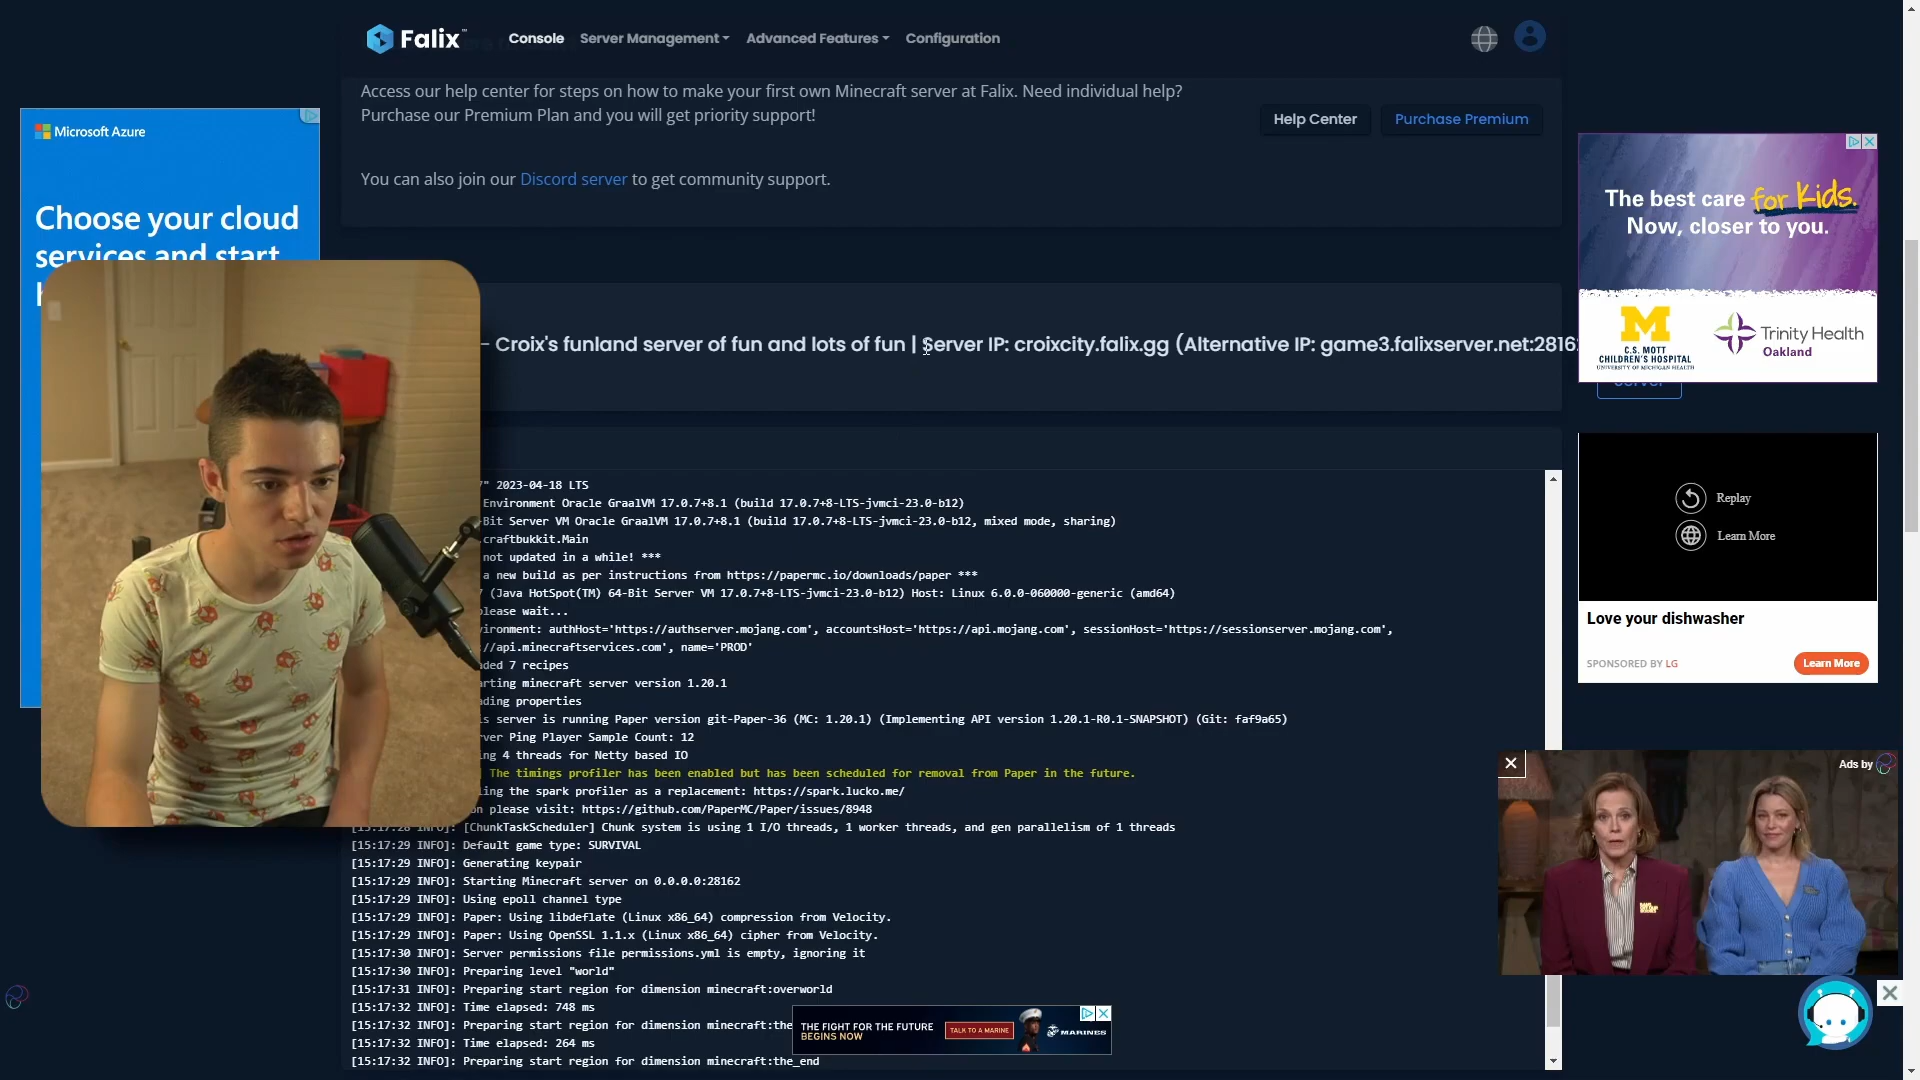 Falix™
Console
Server Management
Advanced Features
Configuration
Access our help center for steps on how to make your first own Minecraft server at Falix. Need individual help?
Purchase our Premium Plan and you will get priority support!
Help Center
Purchase Premium
You can also join our Discord server to get community support.
Microsoft Azure
Choose your cloud
services and start
The best care for Kids.
Now, closer to you.
M
C.S. MOTT
CHILDREN'S HOSPITAL
UNIVERSITY OF MICHIGAN HEALTH
Trinity Health
Oakland
- Croix's funland server of fun and lots of fun | Server IP: croixcity.falix.gg (Alternative IP: game3.falixserver.net:2816
Server
7" 2023-04-18 LTS
Environment Oracle GraalVM 17.0.7+8.1 (build 17.0.7+8-LTS-jvmci-23.0-b12)
-Bit Server VM Oracle GraalVM 17.0.7+8.1 (build 17.0.7+8-LTS-jvmci-23.0-b12, mixed mode, sharing)
craftbukkit.Main
not updated in a while! ***
a new build as per instructions from https://papermc.io/downloads/paper ***
7 (Java HotSpot(TM) 64-Bit Server VM 17.0.7+8-LTS-jvmci-23.0-b12) Host: Linux 6.0.0-060000-generic (amd64)
please wait...
ironment: authHost='https://authserver.mojang.com', accountsHost='https://api.mojang.com', sessionHost='https://sessionserver.mojang.com',
://api.minecraftservices.com', name='PROD'
ded 7 recipes
arting minecraft server version 1.20.1
ading properties
is server is running Paper version git-Paper-36 (MC: 1.20.1) (Implementing API version 1.20.1-R0.1-SNAPSHOT) (Git: faf9a65)
rver Ping Player Sample Count: 12
ng 4 threads for Netty based IO
The timings profiler has been enabled but has been scheduled for removal from Paper in the future.
ling the spark profiler as a replacement: https://spark.lucko.me/
on please visit: https://github.com/PaperMC/Paper/issues/8948
[15:17:28 INFO]: [ChunkTaskScheduler] Chunk system is using 1 I/O threads, 1 worker threads, and gen parallelism of 1 threads
[15:17:29 INFO]: Default game type: SURVIVAL
[15:17:29 INFO]: Generating keypair
[15:17:29 INFO]: Starting Minecraft server on 0.0.0.0:28162
[15:17:29 INFO]: Using epoll channel type
[15:17:29 INFO]: Paper: Using libdeflate (Linux x86_64) compression from Velocity.
[15:17:29 INFO]: Paper: Using OpenSSL 1.1.x (Linux x86_64) cipher from Velocity.
[15:17:30 INFO]: Server permissions file permissions.yml is empty, ignoring it
[15:17:30 INFO]: Preparing level "world"
[15:17:31 INFO]: Preparing start region for dimension minecraft:overworld
[15:17:32 INFO]: Time elapsed: 748 ms
[15:17:32 INFO]: Preparing start region for dimension minecraft:the
[15:17:32 INFO]: Time elapsed: 264 ms
[15:17:32 INFO]: Preparing start region for dimension minecraft:the_end
Replay
Learn More
Love your dishwasher
SPONSORED BY LG
Learn More
Ads by
THE FIGHT FOR THE FUTURE
BEGINS NOW
TALK TO A MARINE
MARINES